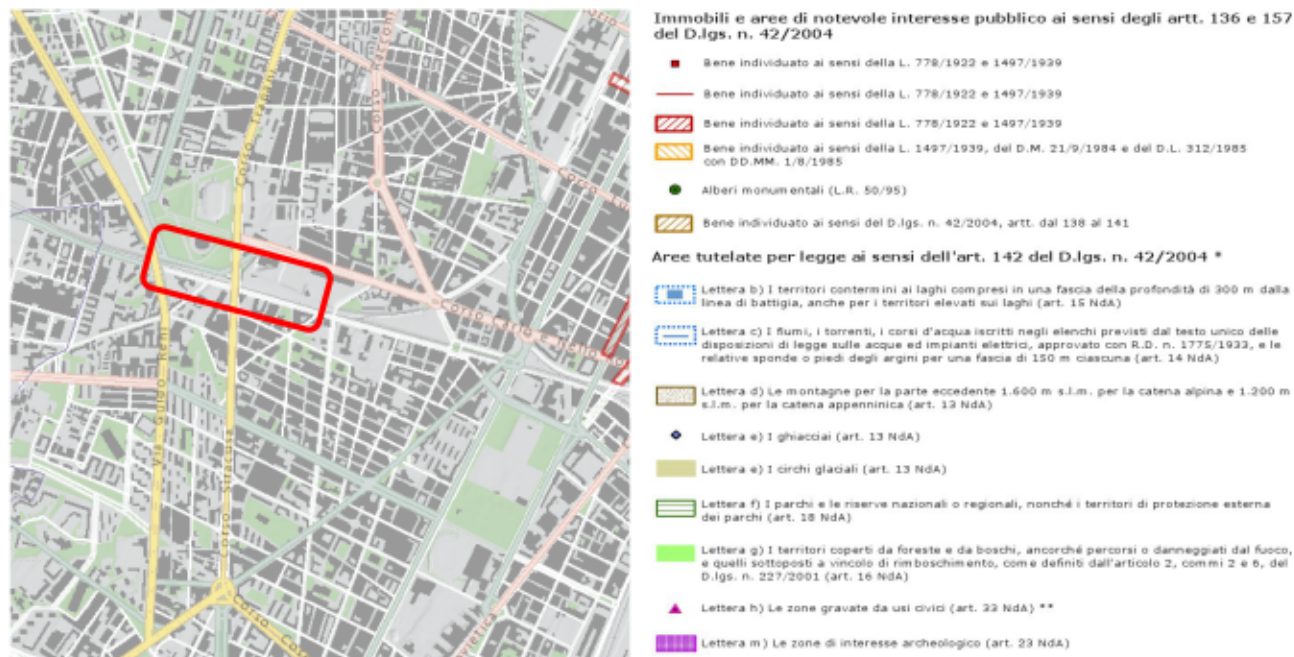 Immobili e aree di notevole interesse pubblico ai sensi degli artt. 136 e 157
del D.lgs. n. 42/2004
Bene individuato ai sensi della L. 778/1922 e 1497/1939
Bene individuato ai sensi della L. 778/1922 e 1497/1939
Bene individuato ai sensi della L. 778/1922 e 1497/1939
Bene individuato ai sensi della L. 1497/1939, del D.M. 21/9/1984 e del D.L. 312/1985
con DD.MM. 1/8/1985
Alberi monumentali (L.R. 50/95)
Bene individuato ai sensi del D.lgs. n. 42/2004, artt. dal 138 al 141
Aree tutelate per legge ai sensi dell'art. 142 del D.lgs. n. 42/2004 *
Lettera b) I territori contermini ai laghi compresi in una fascia della profondità di 300 m dalla
linea di battigia, anche per i territori elevati sui laghi (art. 15 NdA)
Lettera c) I fiumi, i torrenti, i corsi d'acqua iscritti negli elenchi previsti dal testo unico delle
disposizioni di legge sulle acque ed impianti elettrici, approvato con R.D. n. 1775/1933, e le
relative sponde o piedi degli argini per una fascia di 150 m ciascuna (art. 14 NdA)
Lettera d) Le montagne per la parte eccedente 1.600 m s.l.m. per la catena alpina e 1.200 m
s.l.m. per la catena appenninica (art. 13 NdA)
Lettera e) I ghiacciai (art. 13 NdA)
Lettera e) I circhi glaciali (art. 13 NdA)
Lettera f) I parchi e le riserve nazionali o regionali, nonché i territori di protezione esterna
dei parchi (art. 18 NdA)
Lettera g) I territori coperti da foreste e da boschi, ancorché percorsi o danneggiati dal fuoco,
e quelli sottoposti a vincolo di rimboschimento, come definiti dall'articolo 2, commi 2 e 6, del
D.lgs. n. 227/2001 (art. 16 NdA)
Lettera h) Le zone gravate da usi civici (art. 33 NdA) **
Lettera m) Le zone di interesse archeologico (art. 23 NdA)
Corso Trapani
Corso Racconi
Corso
Corso Carlo e Nello Ro
Via Guido Reni
Corso Siracusa
Corso Cos
vietica